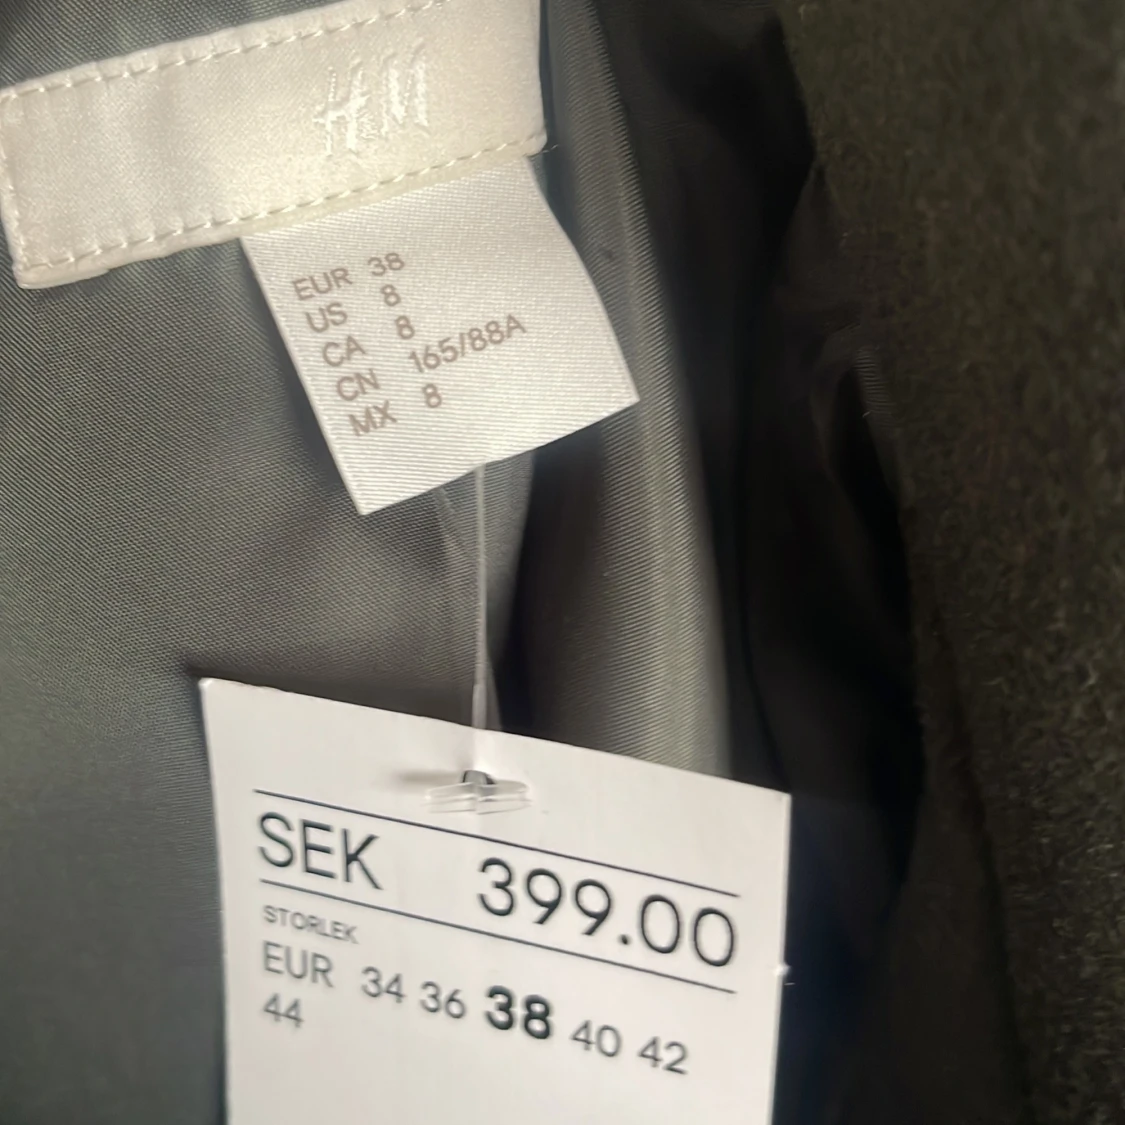 HM
EUR 38
US 8
CA 8
CN 165/88A
MX 8
SEK 399.00
STORLEK
EUR 34 36 38 40 42
44